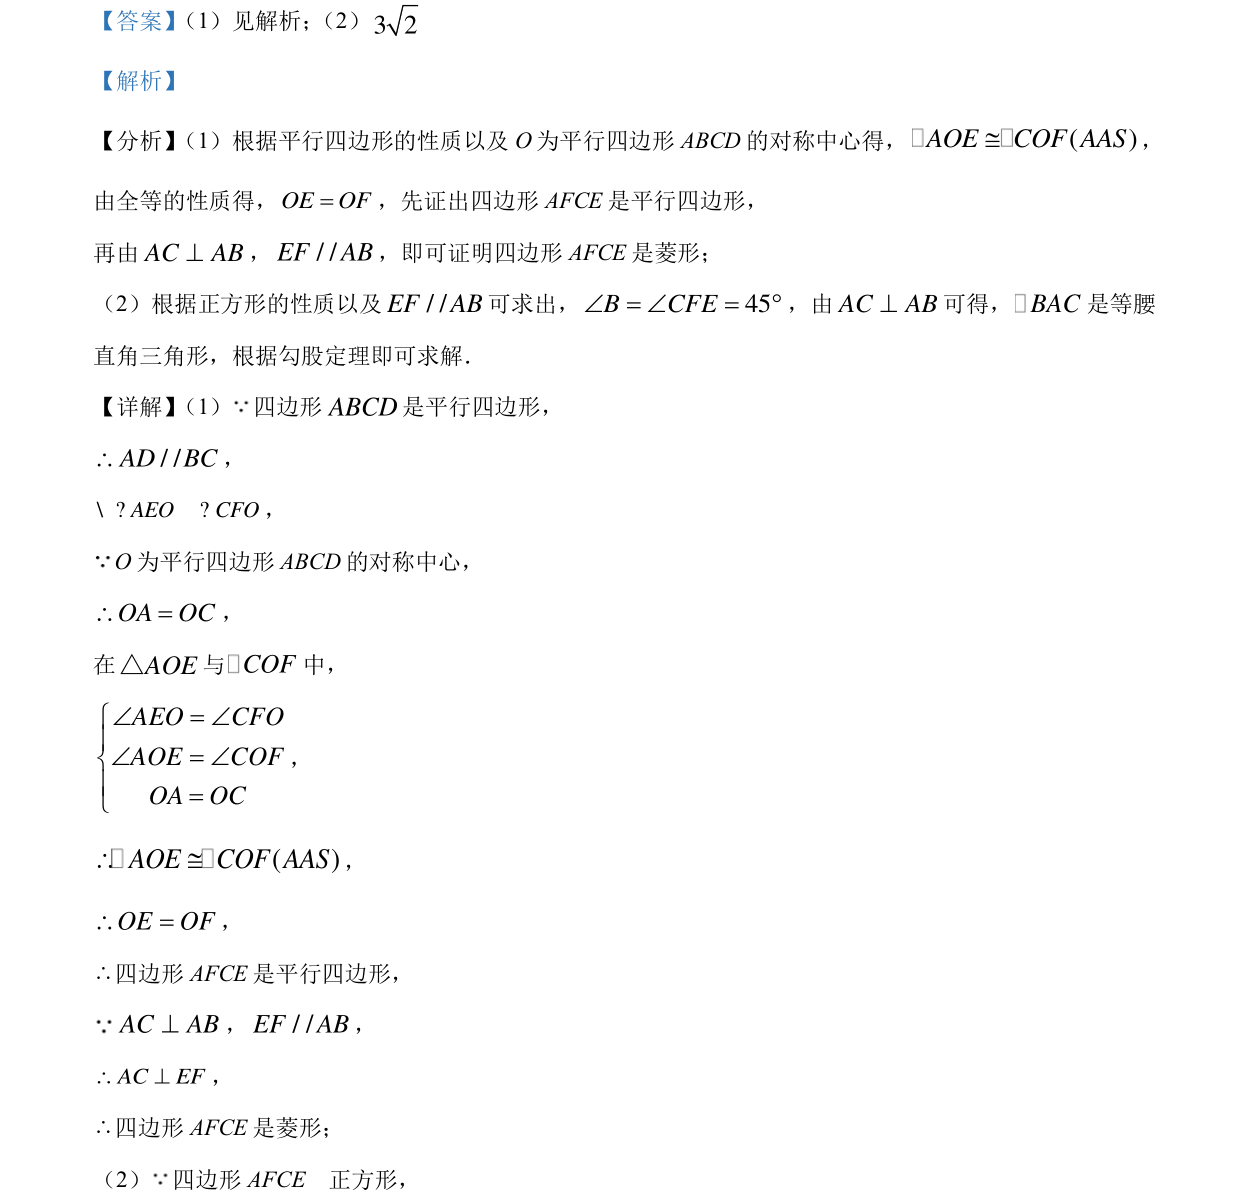 【答案】（1）见解析；（2）3√2
【解析】
【分析】（1）根据平行四边形的性质以及 O 为平行四边形 ABCD 的对称中心得，□AOE≅□COF(AAS)，
由全等的性质得，OE=OF，先证出四边形 AFCE 是平行四边形，
再由 AC⊥AB，EF//AB，即可证明四边形 AFCE 是菱形；
（2）根据正方形的性质以及 EF//AB 可求出，∠B=∠CFE=45°，由 AC⊥AB 可得，□BAC 是等腰
直角三角形，根据勾股定理即可求解．
【详解】（1）∵四边形 ABCD 是平行四边形，
∴AD//BC，
\ ?AEO ?CFO，
∵O 为平行四边形 ABCD 的对称中心，
∴OA=OC，
在△AOE 与□COF 中，
∠AEO=∠CFO
∠AOE=∠COF，
OA=OC
∴□AOE≅□COF(AAS)，
∴OE=OF，
∴四边形 AFCE 是平行四边形，
∵AC⊥AB，EF//AB，
∴AC⊥EF，
∴四边形 AFCE 是菱形；
（2）∵四边形 AFCE 正方形，